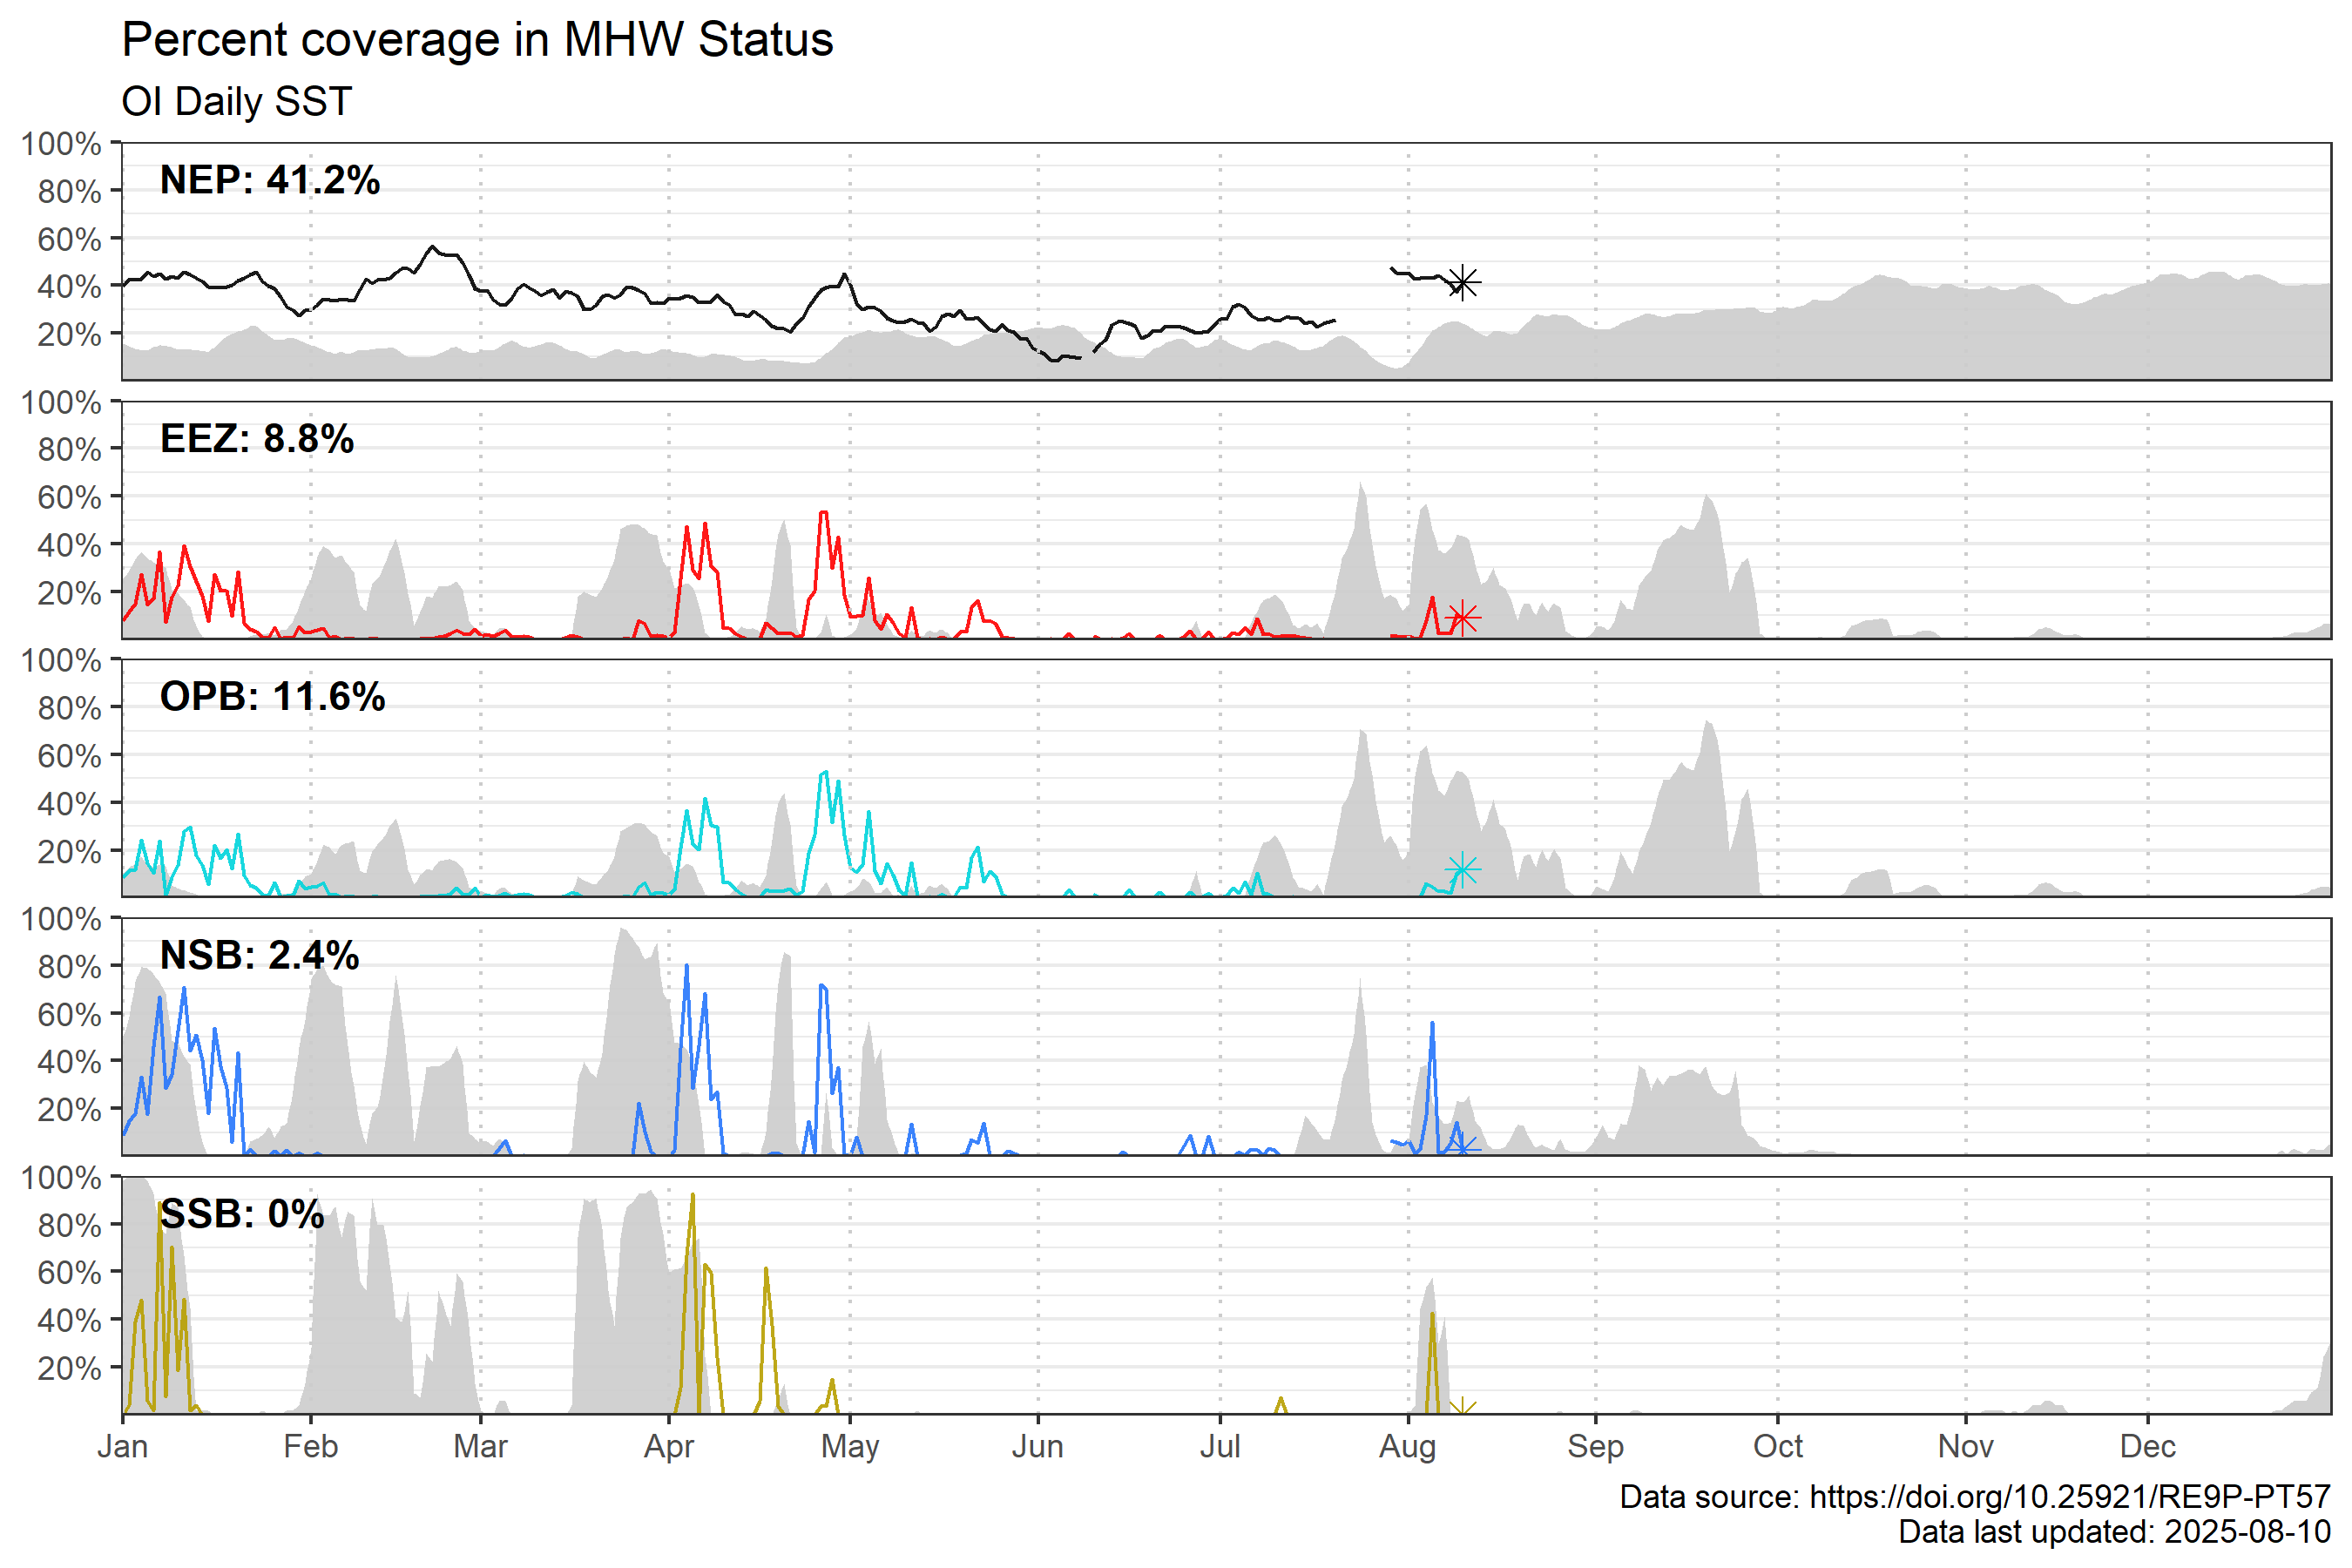 Percent coverage in MHW Status
OI Daily SST
100%
80%
60%
40%
20%
NEP: 41.2%
100%
80%
60%
40%
20%
EEZ: 8.8%
100%
80%
60%
40%
20%
OPB: 11.6%
100%
80%
60%
40%
20%
NSB: 2.4%
100%
80%
60%
40%
20%
SSB: 0%
Jan Feb Mar Apr May Jun Jul Aug Sep Oct Nov Dec
Data source: https://doi.org/10.25921/RE9P-PT57
Data last updated: 2025-08-10